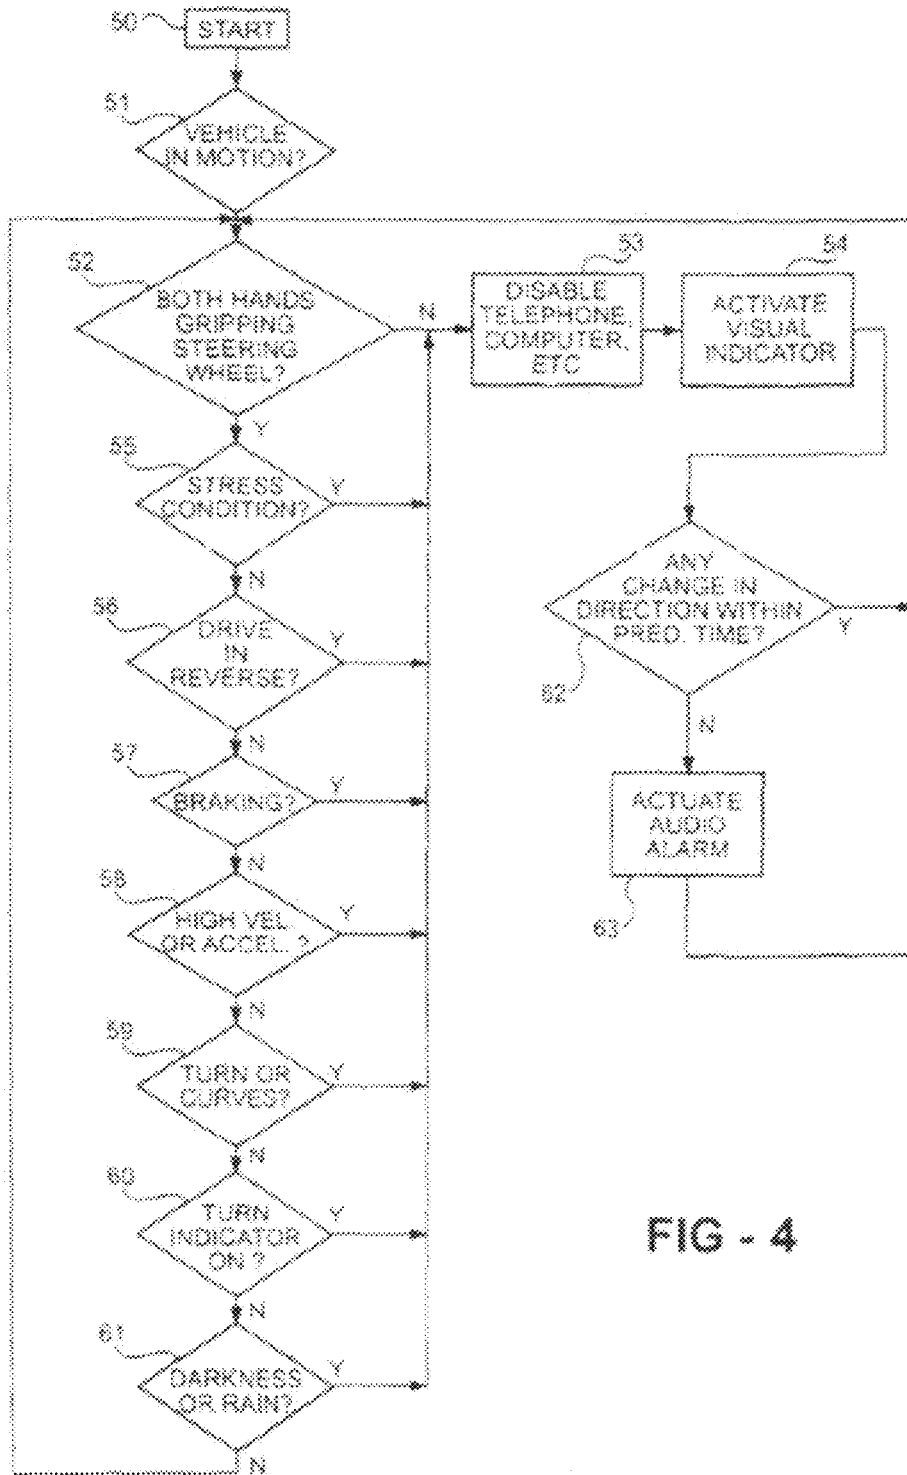 50
START
51
VEHICLE
IN MOTION?
52
BOTH HANDS
GRIPPING
STEERING
WHEEL?
N
Y
53
DISABLE
TELEPHONE,
COMPUTER,
ETC
54
ACTIVATE
VISUAL
INDICATOR
55
STRESS
CONDITION?
Y
N
56
DRIVE
IN
REVERSE?
Y
N
57
BRAKING?
Y
N
58
HIGH VEL.
OR ACCEL. ?
Y
N
59
TURN OR
CURVES?
Y
N
60
TURN
INDICATOR
ON ?
Y
N
61
DARKNESS
OR RAIN?
Y
N
ANY
CHANGE IN
DIRECTION WITHIN
PRED. TIME?
Y
62
N
ACTUATE
AUDIO
ALARM
63
FIG - 4